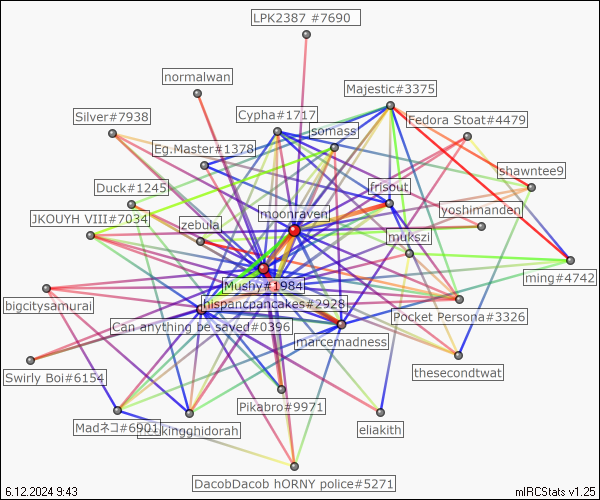 LPK2387 #7690
normalwan
Majestic#3375
Silver#7938
Cypha#1717
Fedora Stoat#4479
somass
Eg.Master#1378
shawntee9
Duck#1245
frisout
JKOUYH VIII#7034
moonraven
yoshimanden
zebula
mukszi
ming#4742
Mushy#1984
bigcitysamurai
hispancpancakes#2928
Pocket Persona#3326
Can anything be saved#0396
marcemadness
Swirly Boi#6154
thesecondtwat
Pikabro#9971
Madネコ#6901
kingghidorah
eliakith
DacobDacob hORNY police#5271
6.12.2024 9:43
mIRCStats v1.25